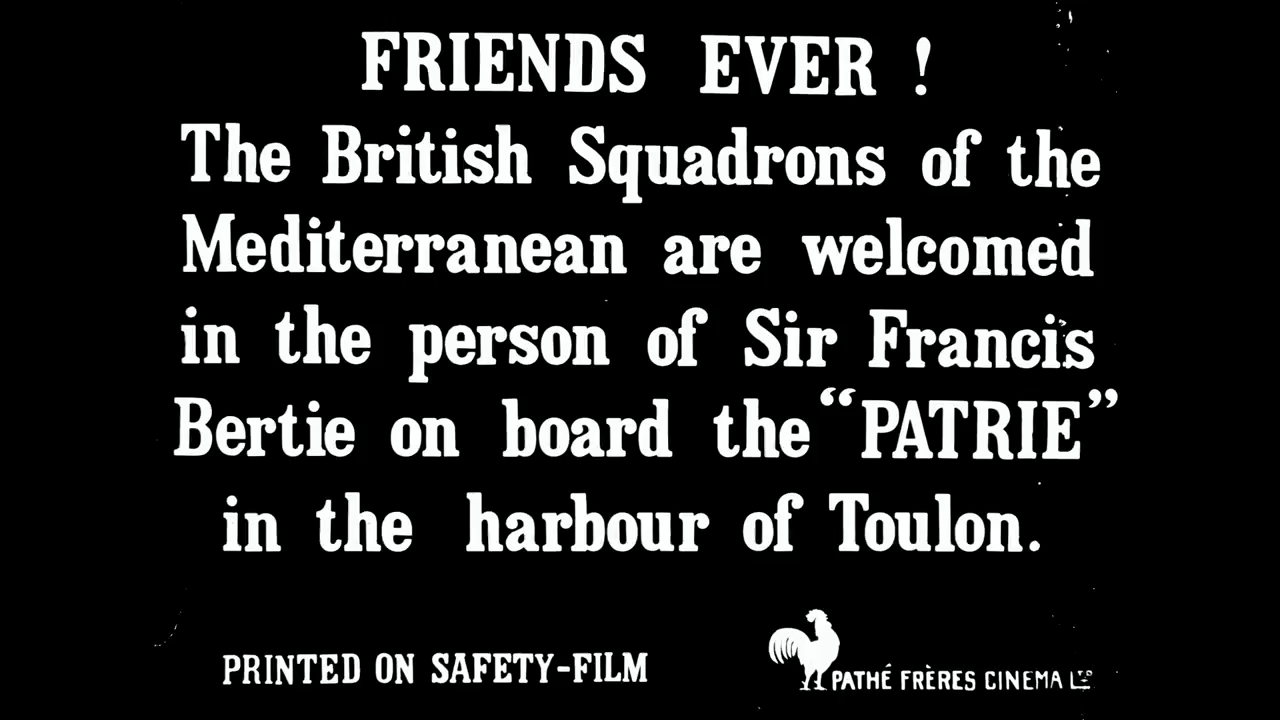 FRIENDS EVER !
The British Squadrons of the
Mediterranean are welcomed
in the person of Sir Francis
Bertie on board the “PATRIE”
in the harbour of Toulon.
PRINTED ON SAFETY-FILM
PATHÉ FRÈRES CINEMA LTD